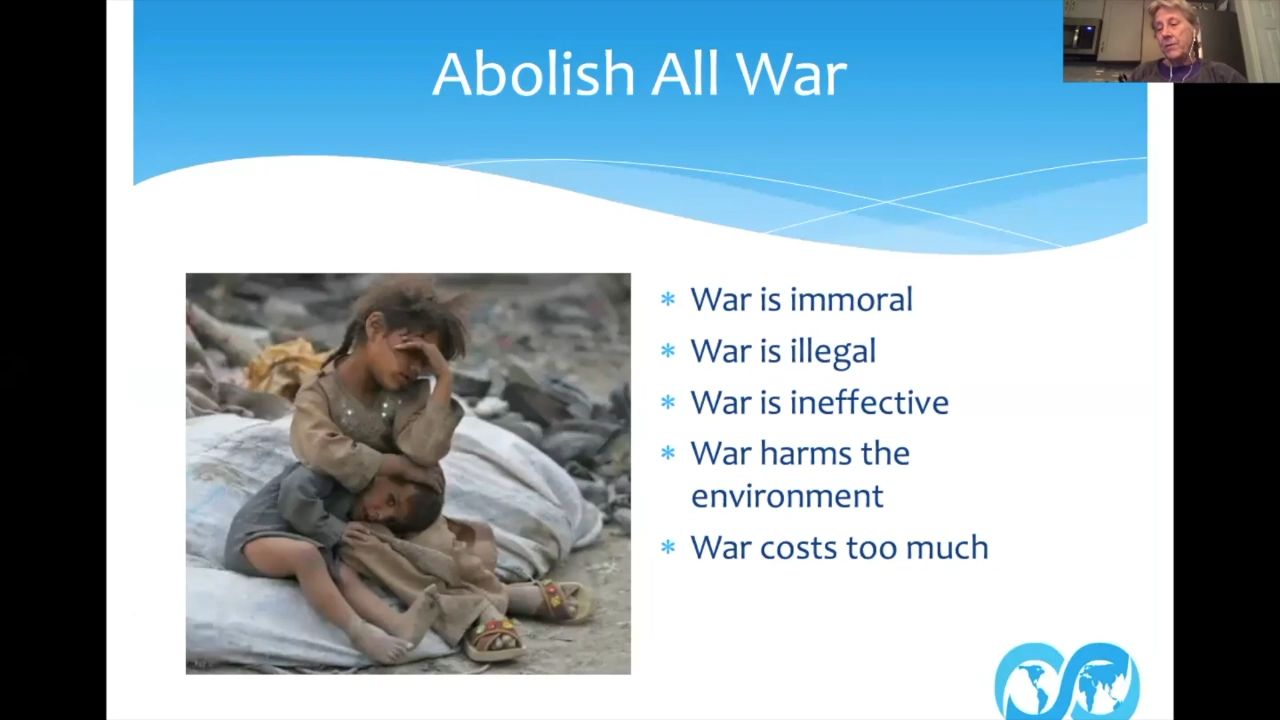 Abolish All War
* War is immoral
* War is illegal
* War is ineffective
* War harms the
environment
* War costs too much